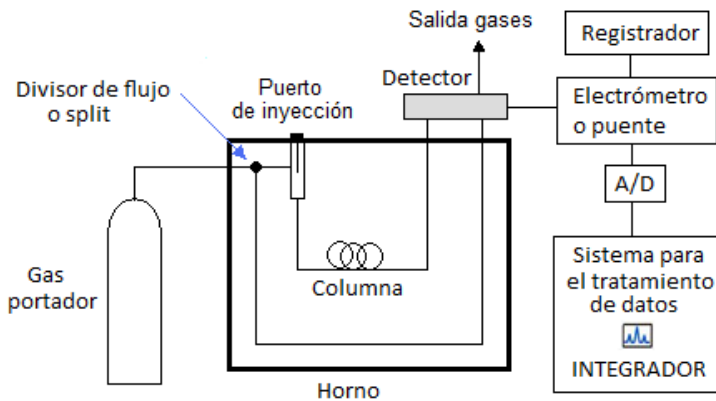 Salida gases
Registrador
Detector
Puerto
de inyección
Divisor de flujo
o split
Electrómetro
o puente
A/D
Gas
portador
Columna
Sistema para
el tratamiento
de datos
INTEGRADOR
Horno